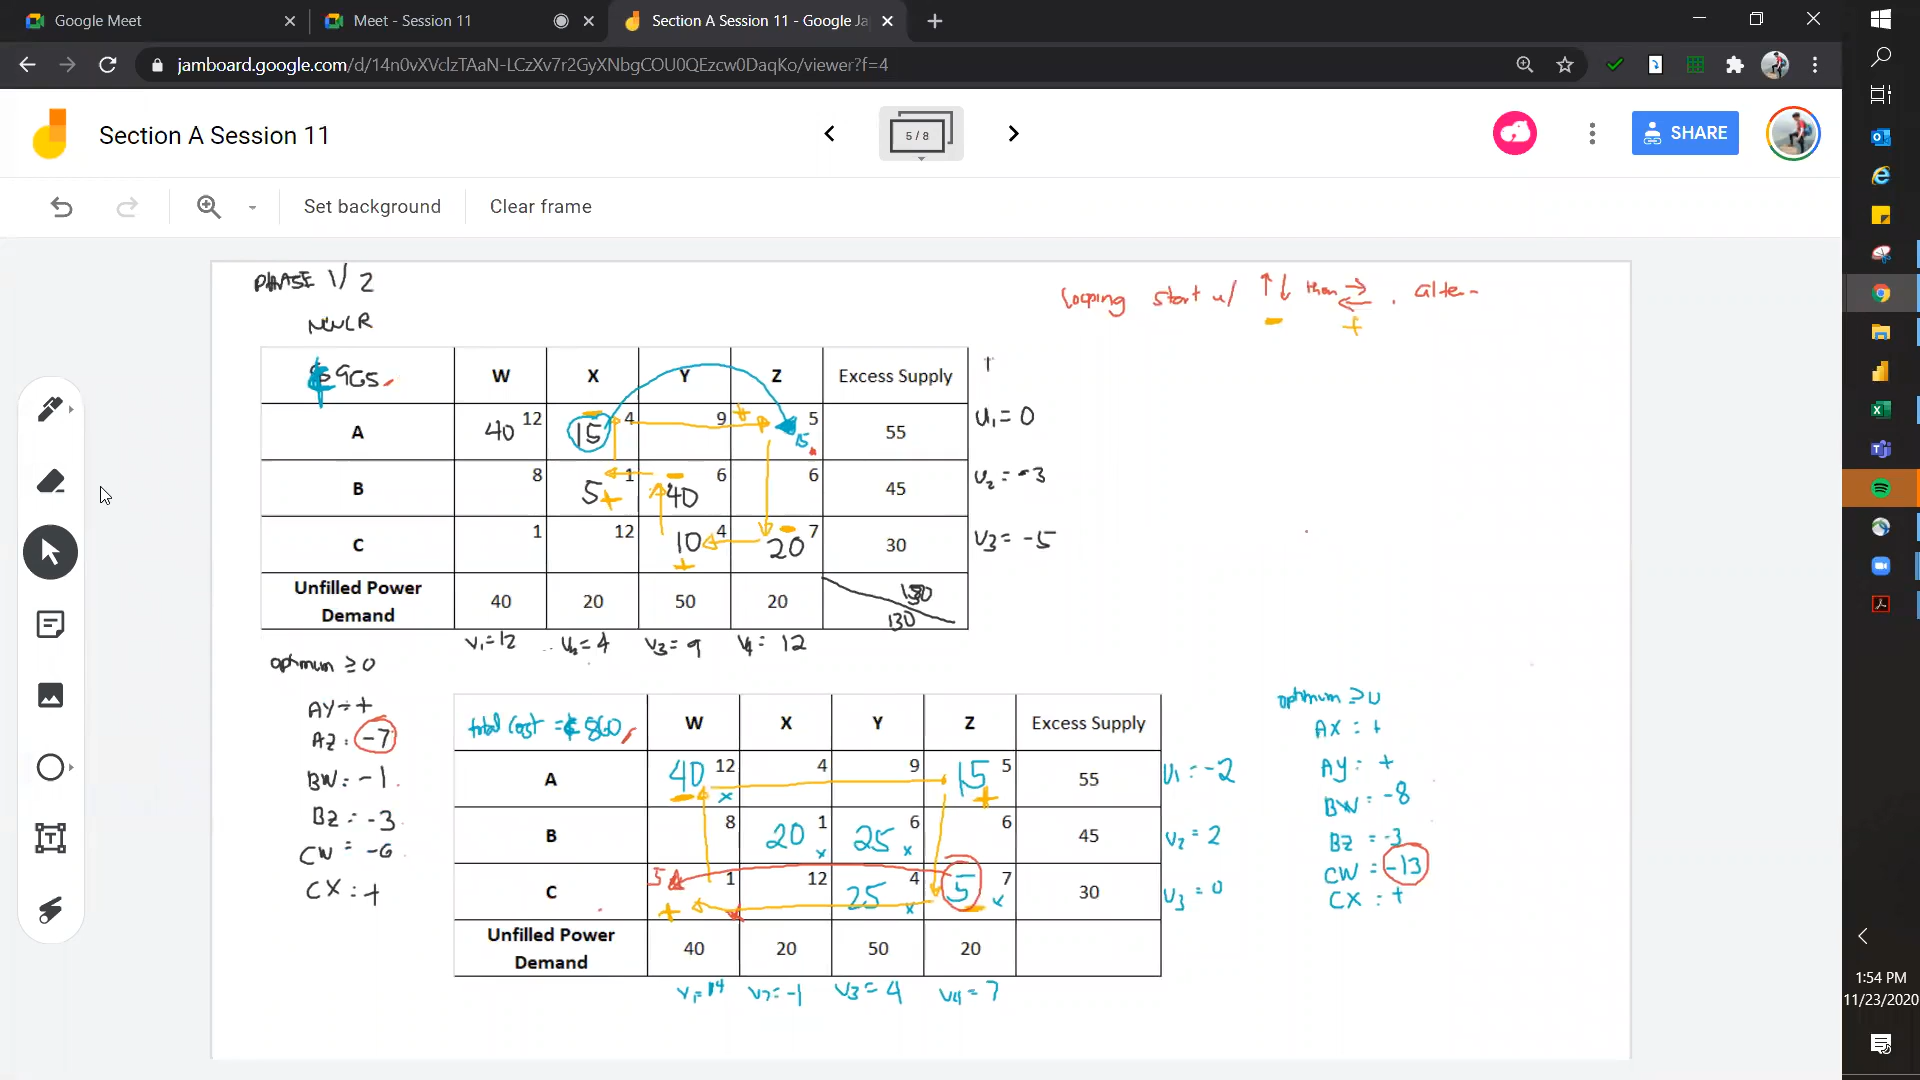 Google Meet
Meet - Session 11
Section A Session 11 - Google Ja
jamboard.google.com/d/14n0vXVclzTAaN-LCzXv7r2GyXNbgCOU0QEzcw0DaqKo/viewer?f=4
Section A Session 11
5 / 8
SHARE
Set background
Clear frame
PHASE 1/2
NWCR
looping start w/ ↑↓ then → ← . alte-
- +
965 W X Y Z Excess Supply
A 40 12 15 4 9 + 5 15 55 U₁ = 0
B 8 5 + 1 40 6 6 45 U₂ = -3
C 1 12 10 4 20 7 30 U3 = -5
Unfilled Power Demand 40 20 50 20 130 130
V₁=12 V₂=4 V3=9 V4=12
optimum ≥ 0
AY = +
AZ : -7
BW : -1
BZ : -3
CW = -6
CX : +
total cost = 860 W X Y Z Excess Supply
A 40 12 x 4 9 15 5 + 55 U₁ = -2
B 8 20 1 x 25 6 x 6 45 U₂ = 2
C 5 1 + 12 25 4 x 5 7 x 30 U3 = 0
Unfilled Power Demand 40 20 50 20
V₁=14 V2=-1 V3=4 V4=7
optimum ≥ 0
AX : +
AY : +
BW = -8
BZ = -3
CW = -13
CX : +
1:54 PM
11/23/2020